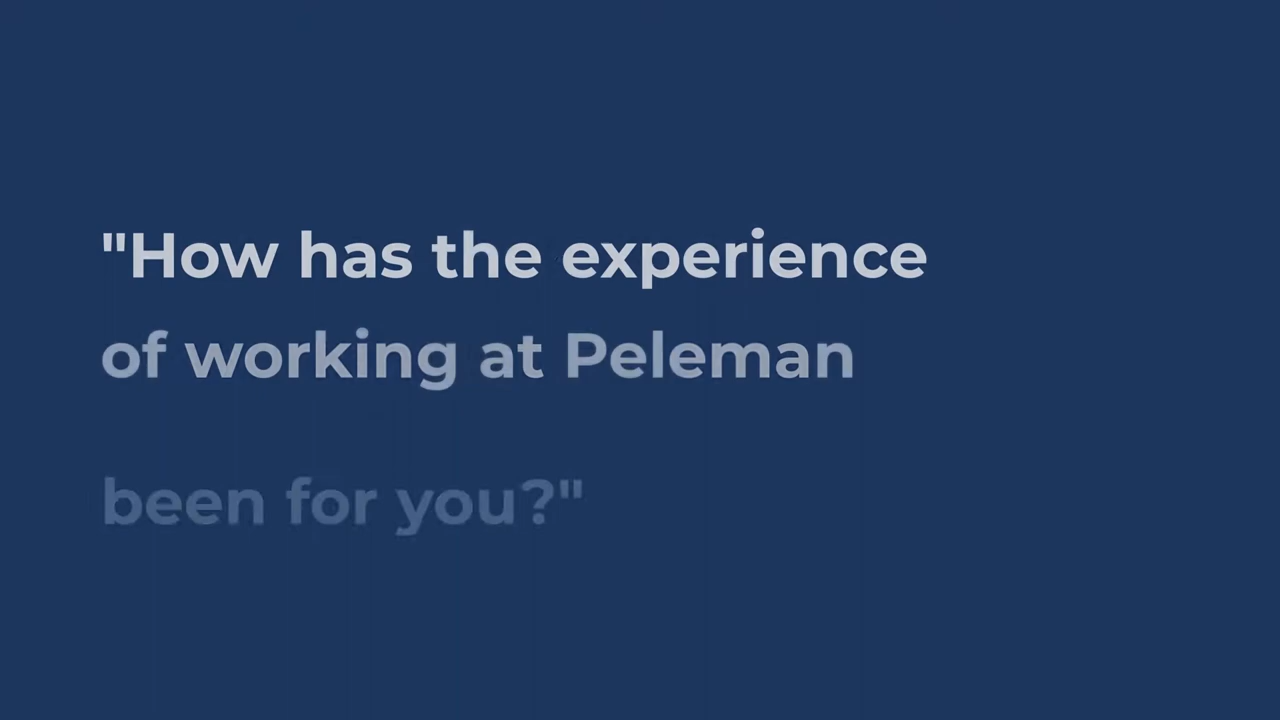 "How has the experience
of working at Peleman
been for you?"